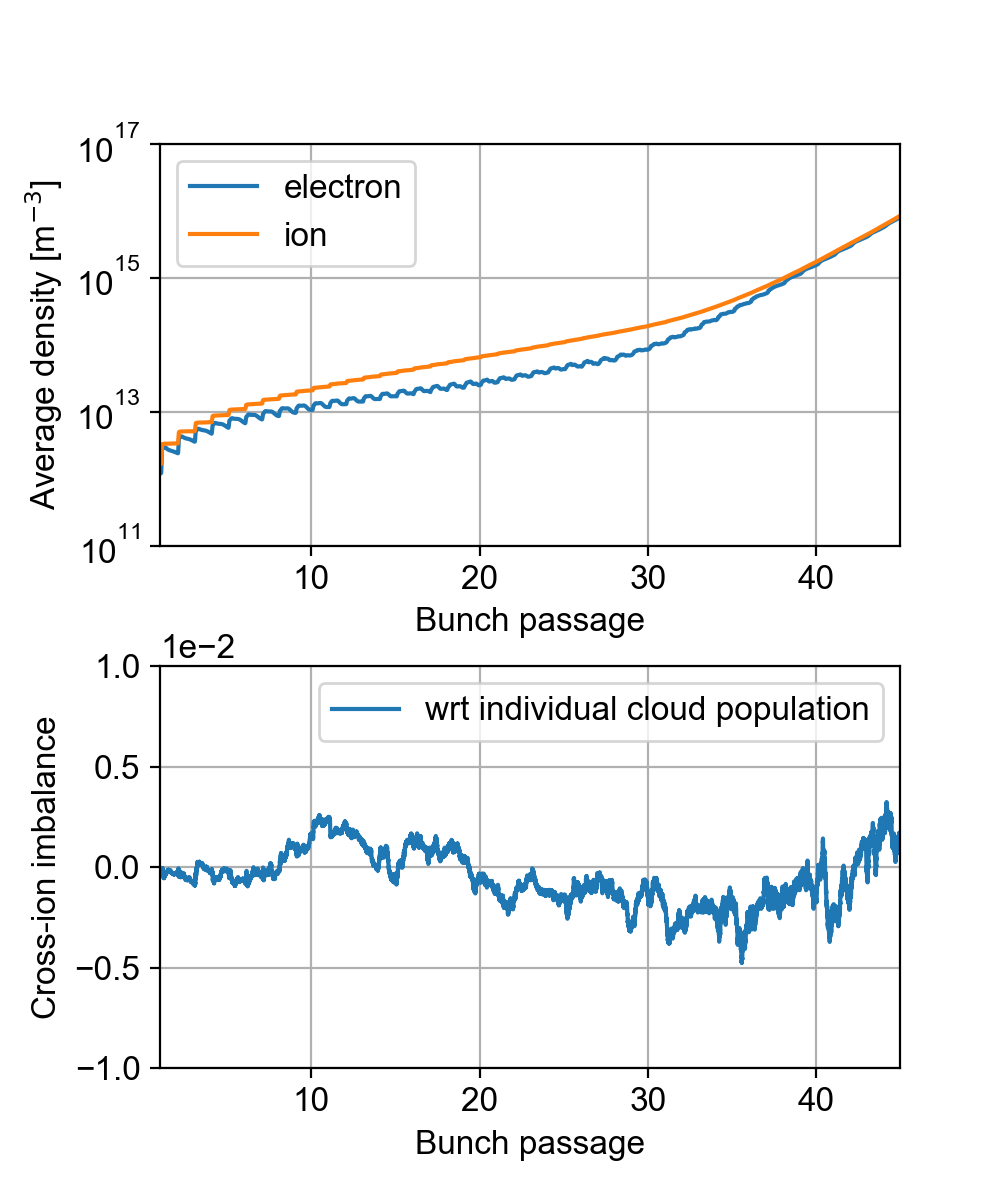 10^17
10^15
10^13
10^11
Average density [m^−3]
electron
ion
10 20 30 40
Bunch passage
1e−2
1.0
0.5
0.0
−0.5
−1.0
Cross-ion imbalance
wrt individual cloud population
10 20 30 40
Bunch passage